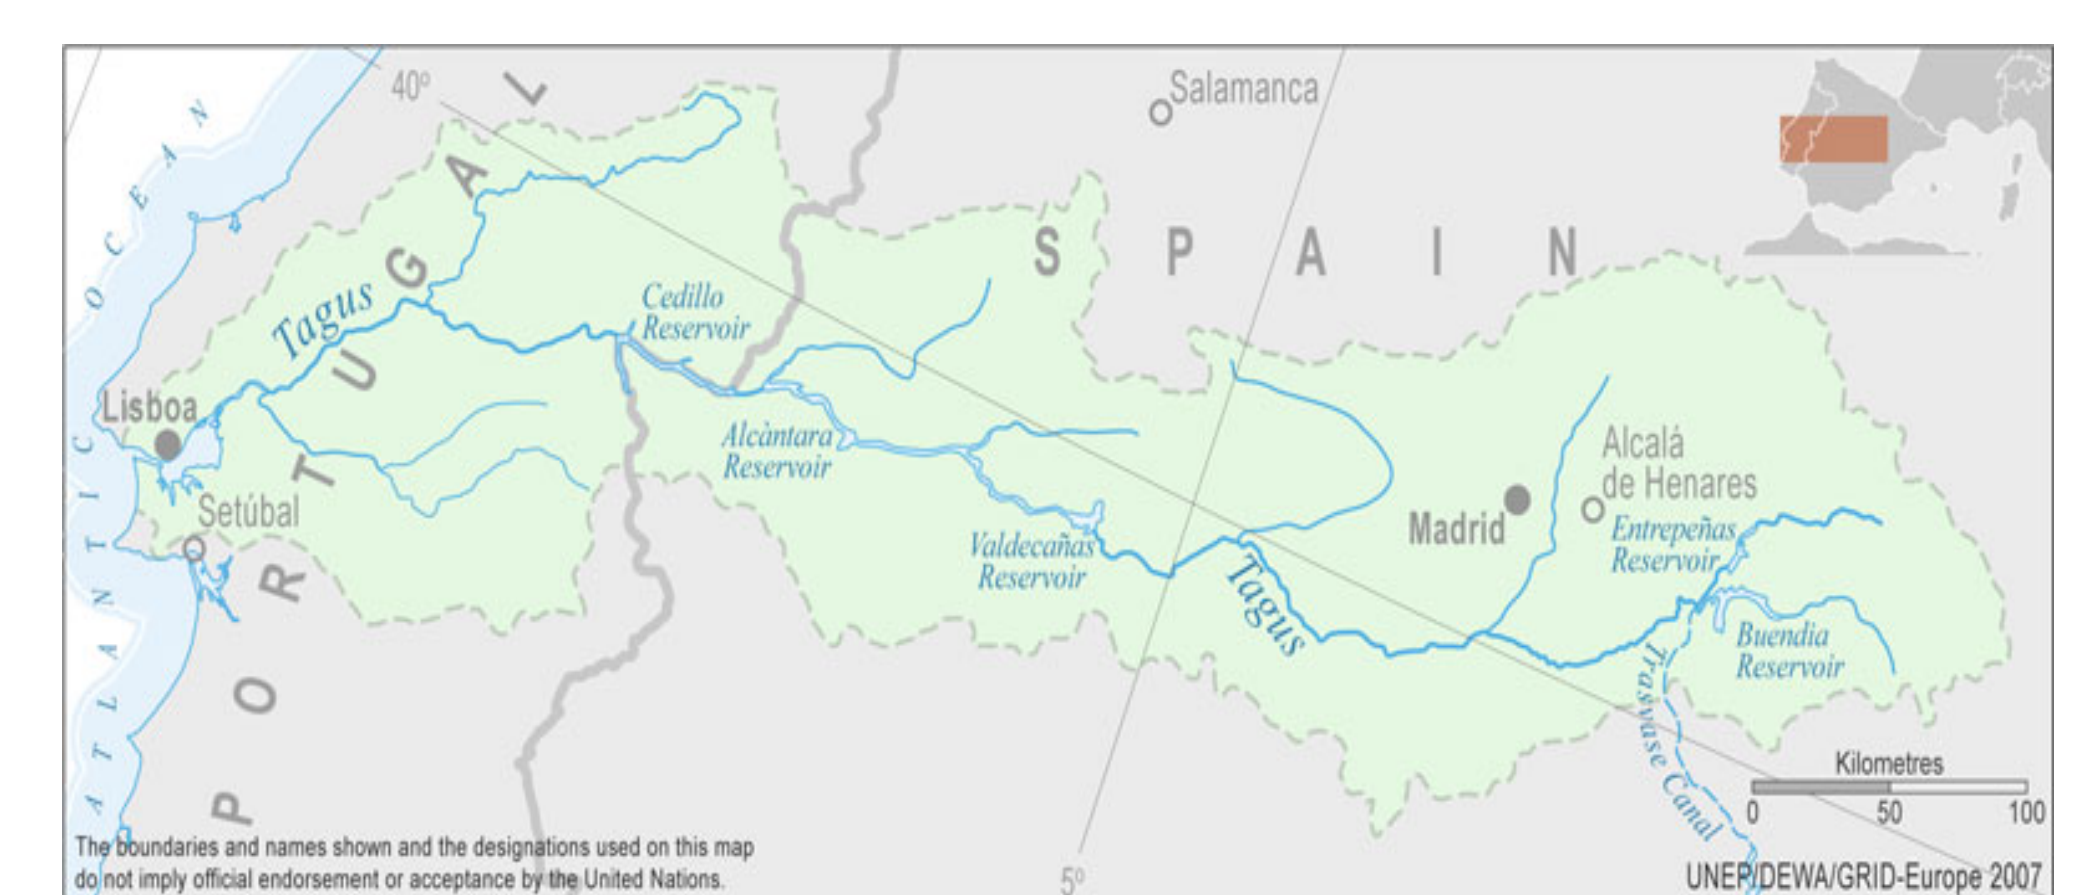 40º
Salamanca
ATLANTIC OCEAN
PORTUGAL
SPAIN
Tagus
Cedillo
Reservoir
Lisboa
Alcàntara
Reservoir
Setúbal
Alcalá
de Henares
Madrid
Entrepeñas
Reservoir
Valdecañas
Reservoir
Tagus
Buendia
Reservoir
Trasvase Canal
Kilometres
0 50 100
The boundaries and names shown and the designations used on this map
do not imply official endorsement or acceptance by the United Nations.
5º
UNEP/DEWA/GRID-Europe 2007